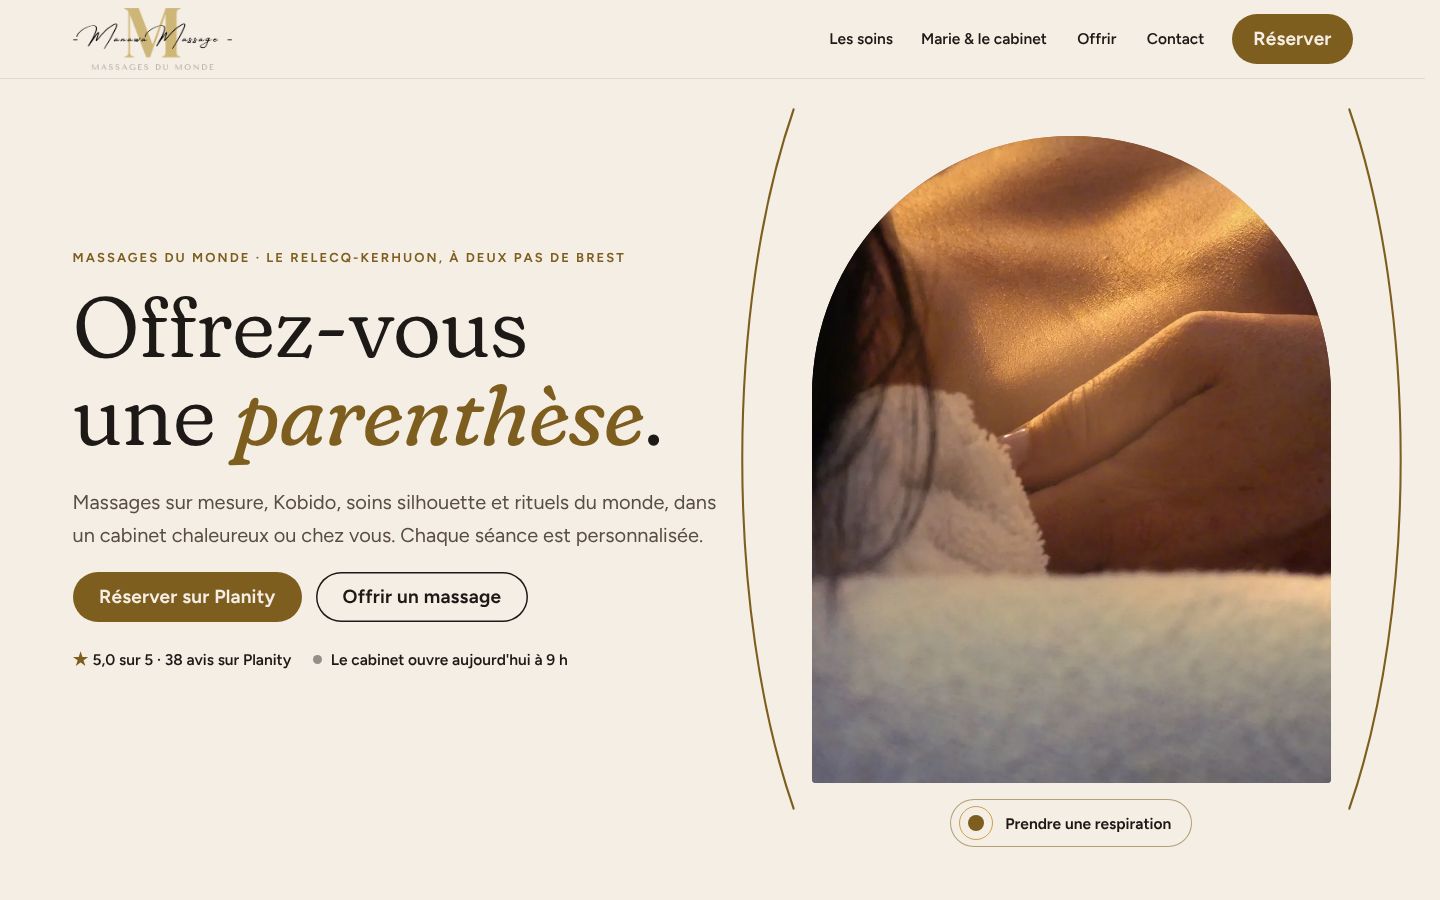 M
- Manawa Massage -
MASSAGES DU MONDE
Les soins
Marie & le cabinet
Offrir
Contact
Réserver
MASSAGES DU MONDE · LE RELECQ-KERHUON, À DEUX PAS DE BREST
Offrez-vous
une parenthèse.
Massages sur mesure, Kobido, soins silhouette et rituels du monde, dans
un cabinet chaleureux ou chez vous. Chaque séance est personnalisée.
Réserver sur Planity
Offrir un massage
★ 5,0 sur 5 · 38 avis sur Planity
Le cabinet ouvre aujourd'hui à 9 h
Prendre une respiration